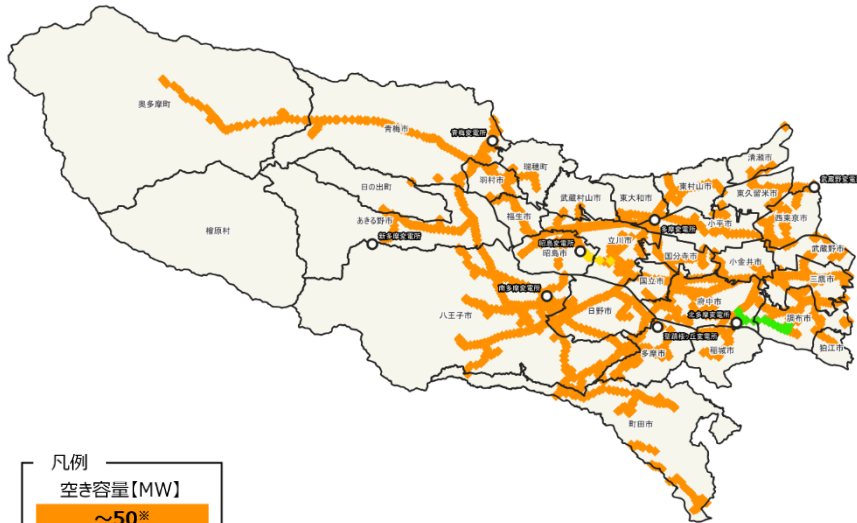 奥多摩町
青梅市
青梅変電所
瑞穂町
羽村市
日の出町
福生市
武蔵村山市
東大和市
東村山市
清瀬市
東久留米市
武蔵野変電
西東京市
小平市
多摩変電所
あきる野市
新多摩変電所
檜原村
昭島変電所
昭島市
立川市
国分寺市
小金井市
武蔵野市
三鷹市
国立市
府中市
南多摩変電所
八王子市
日野市
北多摩変電所
調布市
狛江市
稲城市
多摩市
町田市
凡例
空き容量【MW】
～50※